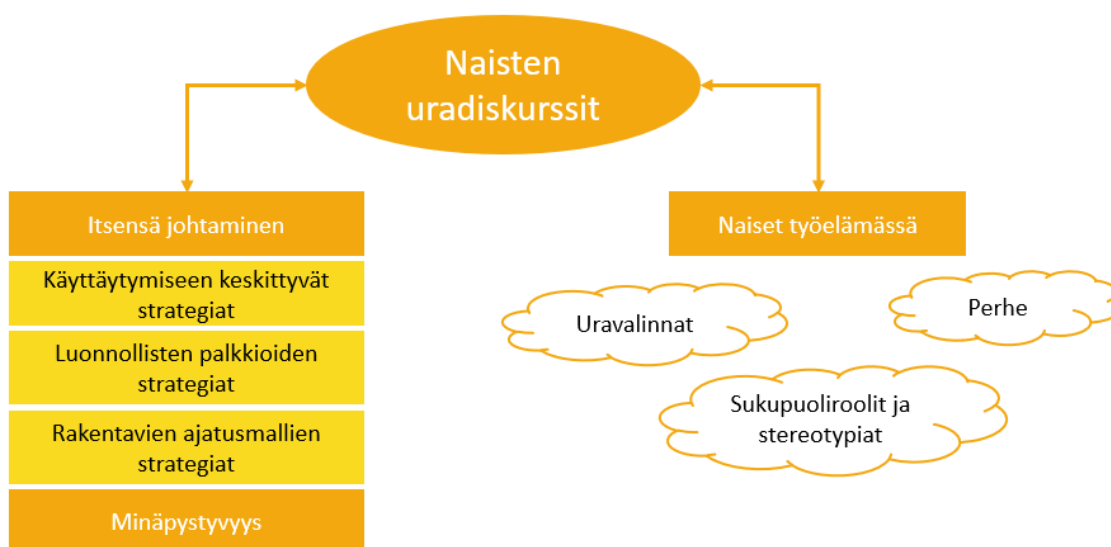 Naisten
uradiskurssit
Itsensä johtaminen
Käyttäytymiseen keskittyvät
strategiat
Luonnollisten palkkioiden
strategiat
Rakentavien ajatusmallien
strategiat
Minäpystyvyys
Naiset työelämässä
Uravalinnat
Perhe
Sukupuoliroolit ja
stereotypiat